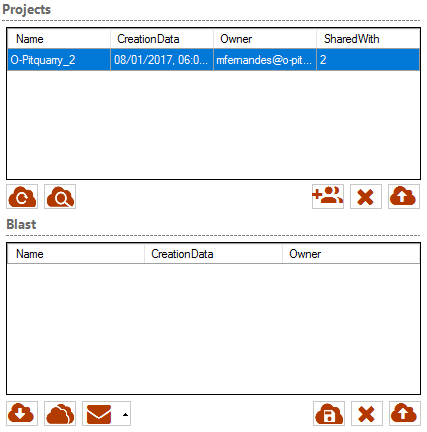 Projects
Name CreationData Owner SharedWith
O-Pitquarry_2 08/01/2017, 06:0... mfernandes@o-pit... 2
Blast
Name CreationData Owner